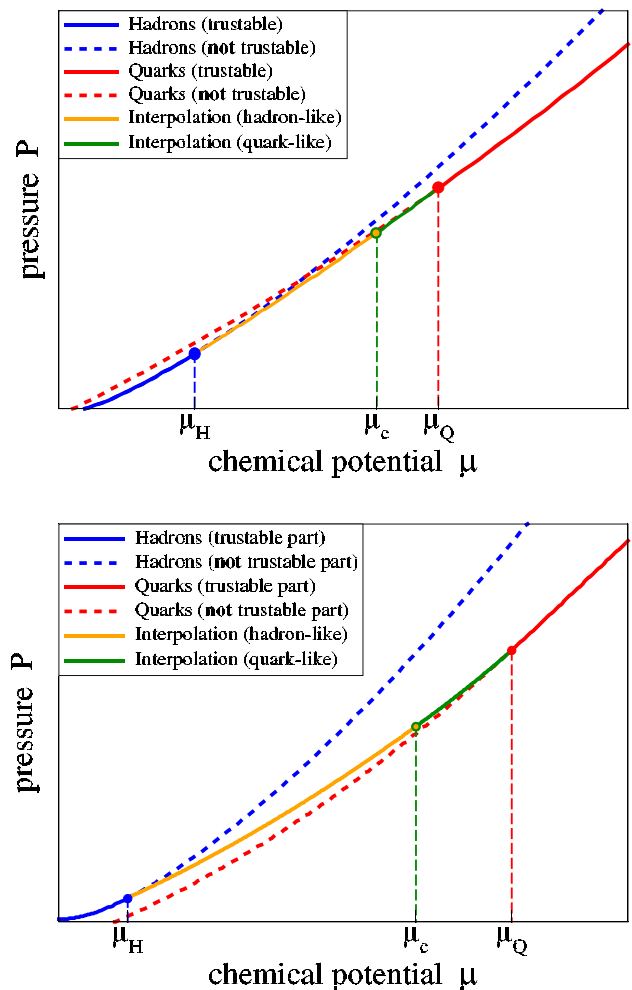 Hadrons (trustable)
Hadrons (not trustable)
Quarks (trustable)
Quarks (not trustable)
Interpolation (hadron-like)
Interpolation (quark-like)
pressure P
μH μc μQ
chemical potential μ
Hadrons (trustable part)
Hadrons (not trustable part)
Quarks (trustable part)
Quarks (not trustable part)
Interpolation (hadron-like)
Interpolation (quark-like)
pressure P
μH μc μQ
chemical potential μ